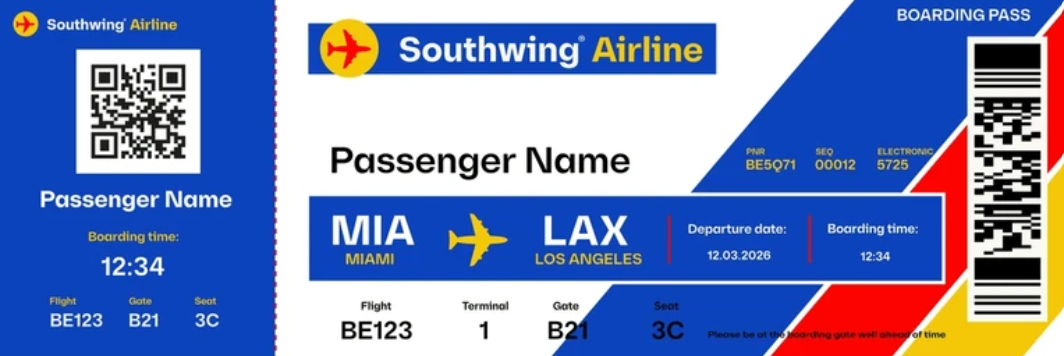 Southwing® Airline
Passenger Name
Boarding time:
12:34
Flight Gate Seat
BE123 B21 3C
BOARDING PASS
Southwing® Airline
Passenger Name
PNR SEQ ELECTRONIC
BE5Q71 00012 5725
MIA LAX
MIAMI LOS ANGELES
Departure date: Boarding time:
12.03.2026 12:34
Flight Terminal Gate Seat
BE123 1 B21 3C
Please be at the boarding gate well ahead of time